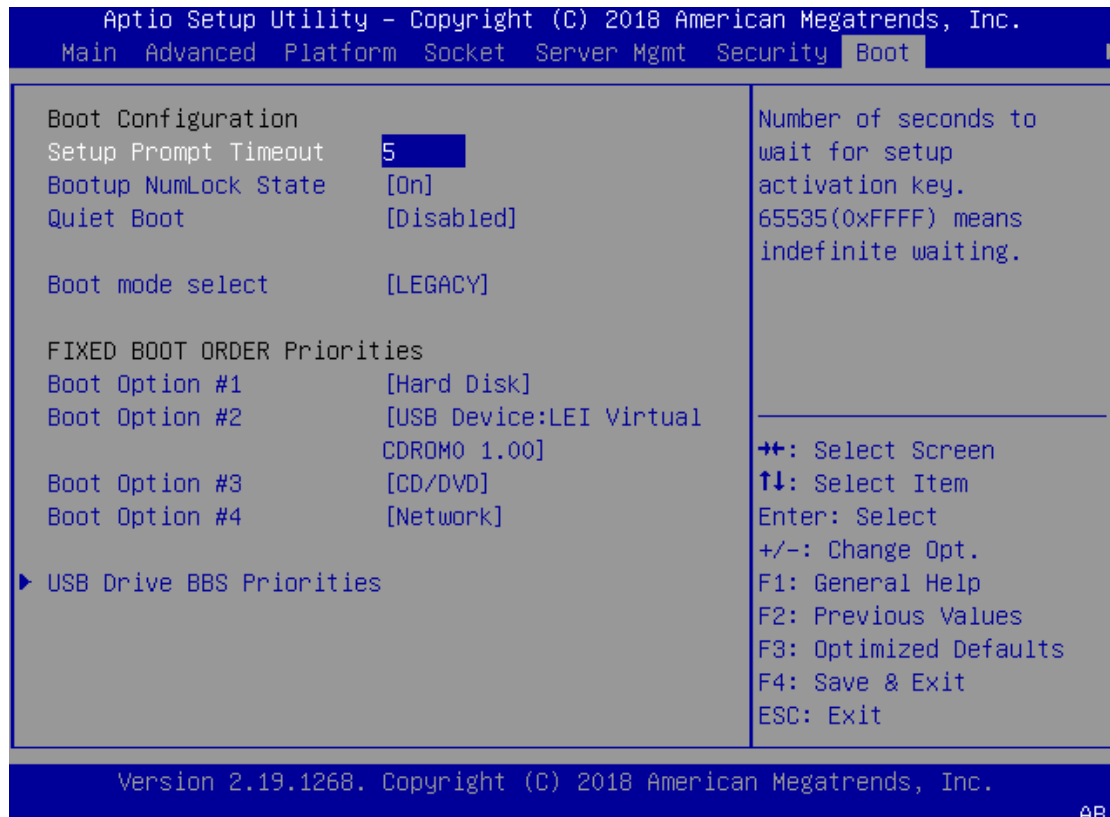 Aptio Setup Utility – Copyright (C) 2018 American Megatrends, Inc.
Main Advanced Platform Socket Server Mgmt Security Boot
Boot Configuration
Setup Prompt Timeout 5
Bootup NumLock State [On]
Quiet Boot [Disabled]
Boot mode select [LEGACY]
FIXED BOOT ORDER Priorities
Boot Option #1 [Hard Disk]
Boot Option #2 [USB Device:LEI Virtual
CDROM0 1.00]
Boot Option #3 [CD/DVD]
Boot Option #4 [Network]
USB Drive BBS Priorities
Number of seconds to
wait for setup
activation key.
65535(0xFFFF) means
indefinite waiting.
→←: Select Screen
↑↓: Select Item
Enter: Select
+/-: Change Opt.
F1: General Help
F2: Previous Values
F3: Optimized Defaults
F4: Save & Exit
ESC: Exit
Version 2.19.1268. Copyright (C) 2018 American Megatrends, Inc.
AB